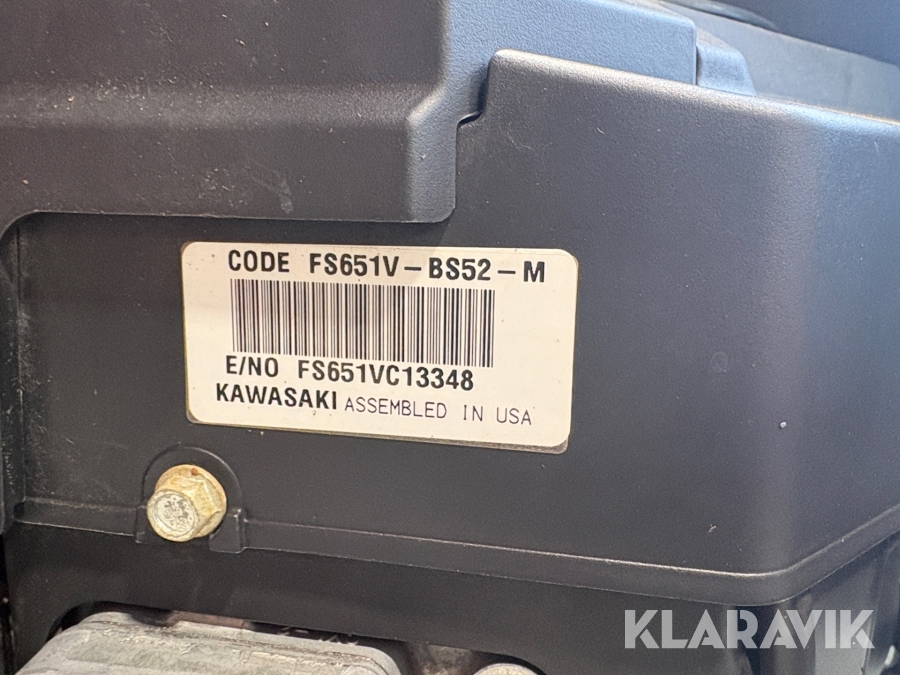 CODE FS651V-BS52-M
E/NO FS651VC13348
KAWASAKI ASSEMBLED IN USA
KLARAVIK